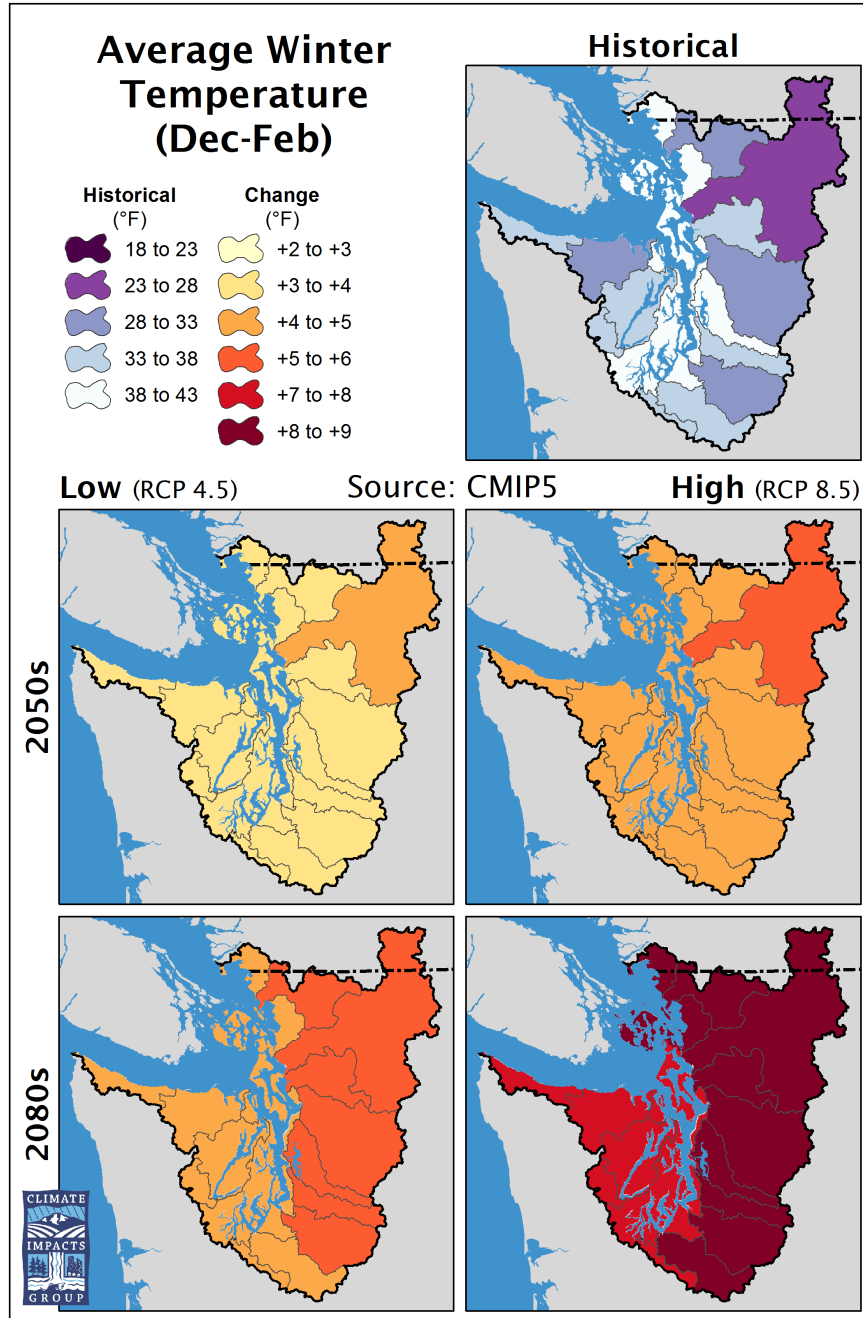 Average Winter
Temperature
(Dec-Feb)
Historical
Historical
(°F)
18 to 23
23 to 28
28 to 33
33 to 38
38 to 43
Change
(°F)
+2 to +3
+3 to +4
+4 to +5
+5 to +6
+7 to +8
+8 to +9
Low (RCP 4.5)
Source: CMIP5
High (RCP 8.5)
2050s
2080s
CLIMATE
IMPACTS
GROUP